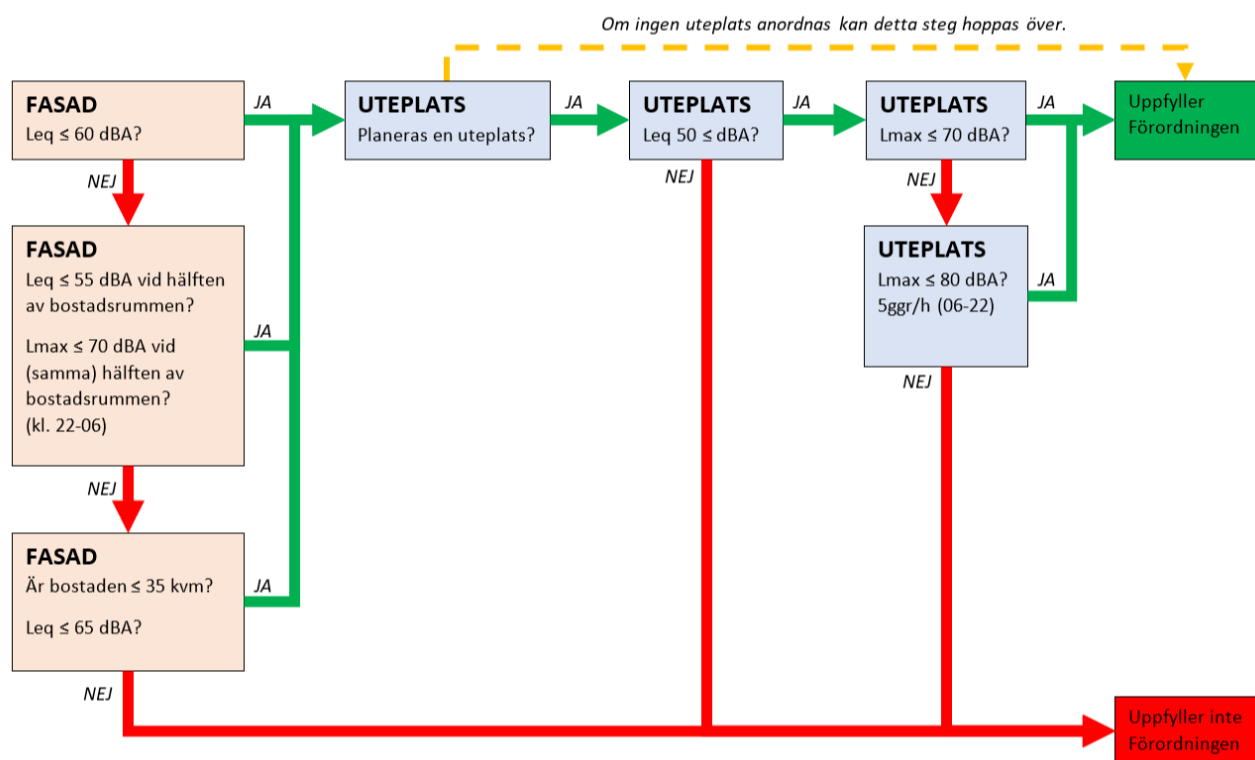 Om ingen uteplats anordnas kan detta steg hoppas över.
FASAD
Leq ≤ 60 dBA?
JA
UTEPLATS
Planeras en uteplats?
JA
UTEPLATS
Leq 50 ≤ dBA?
JA
UTEPLATS
Lmax ≤ 70 dBA?
JA
Uppfyller
Förordningen
NEJ
NEJ
NEJ
FASAD
Leq ≤ 55 dBA vid hälften
av bostadsrummen?
Lmax ≤ 70 dBA vid
(samma) hälften av
bostadsrummen?
(kl. 22-06)
JA
UTEPLATS
Lmax ≤ 80 dBA?
5ggr/h (06-22)
JA
NEJ
NEJ
FASAD
Är bostaden ≤ 35 kvm?
Leq ≤ 65 dBA?
JA
NEJ
Uppfyller inte
Förordningen